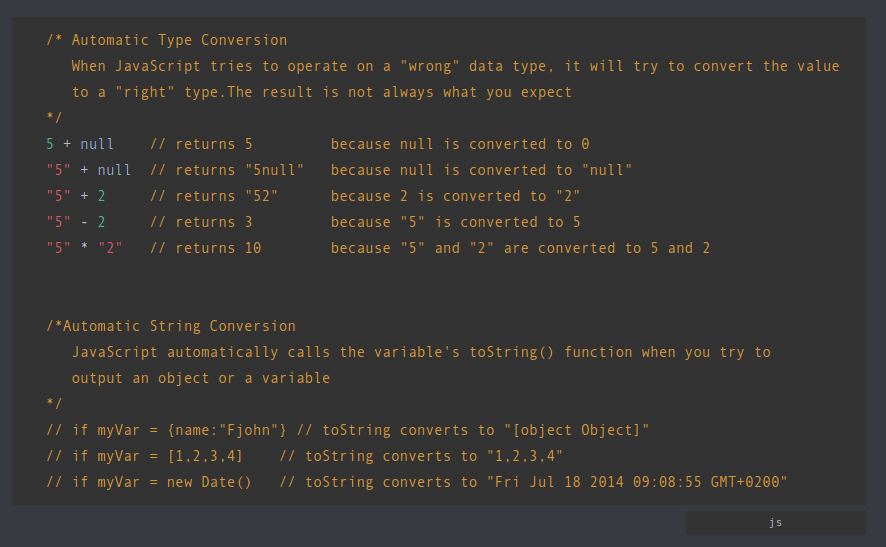 /* Automatic Type Conversion
When JavaScript tries to operate on a "wrong" data type, it will try to convert the value
to a "right" type.The result is not always what you expect
*/
5 + null    // returns 5         because null is converted to 0
"5" + null  // returns "5null"   because null is converted to "null"
"5" + 2     // returns "52"      because 2 is converted to "2"
"5" - 2     // returns 3         because "5" is converted to 5
"5" * "2"   // returns 10        because "5" and "2" are converted to 5 and 2
/*Automatic String Conversion
JavaScript automatically calls the variable's toString() function when you try to
output an object or a variable
*/
// if myVar = {name:"Fjohn"} // toString converts to "[object Object]"
// if myVar = [1,2,3,4]    // toString converts to "1,2,3,4"
// if myVar = new Date()   // toString converts to "Fri Jul 18 2014 09:08:55 GMT+0200"
js